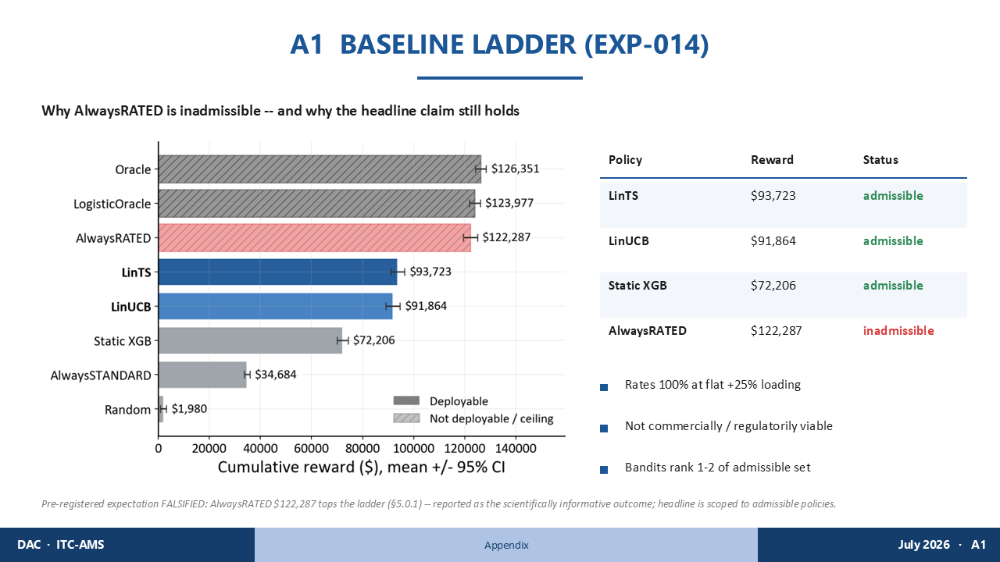 A1 BASELINE LADDER (EXP-014)
Why AlwaysRATED is inadmissible -- and why the headline claim still holds
Oracle
$126,351
LogisticOracle
$123,977
AlwaysRATED
$122,287
LinTS
$93,723
LinUCB
$91,864
Static XGB
$72,206
AlwaysSTANDARD
$34,684
Random
$1,980
Deployable
Not deployable / ceiling
0 20000 40000 60000 80000 100000 120000 140000
Cumulative reward ($), mean +/- 95% CI
Policy Reward Status
LinTS $93,723 admissible
LinUCB $91,864 admissible
Static XGB $72,206 admissible
AlwaysRATED $122,287 inadmissible
Rates 100% at flat +25% loading
Not commercially / regulatorily viable
Bandits rank 1-2 of admissible set
Pre-registered expectation FALSIFIED: AlwaysRATED $122,287 tops the ladder (§5.0.1) -- reported as the scientifically informative outcome; headline is scoped to admissible policies.
DAC · ITC-AMS
Appendix
July 2026 · A1